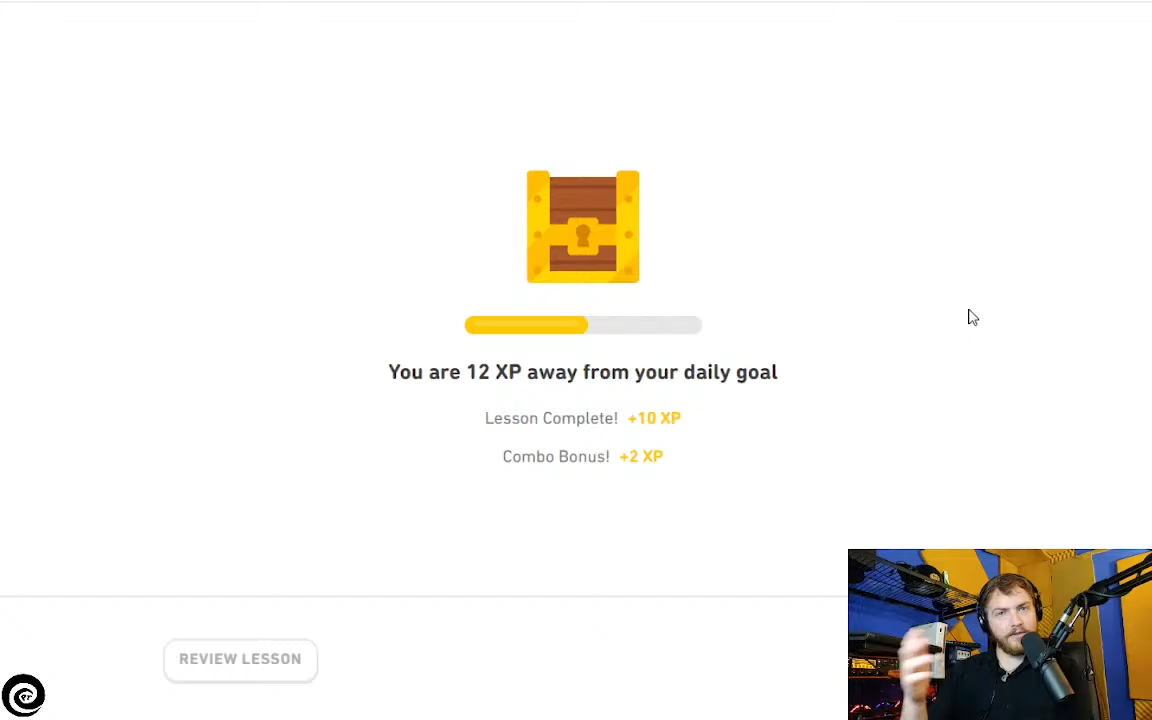 You are 12 XP away from your daily goal
Lesson Complete! +10 XP
Combo Bonus! +2 XP
REVIEW LESSON